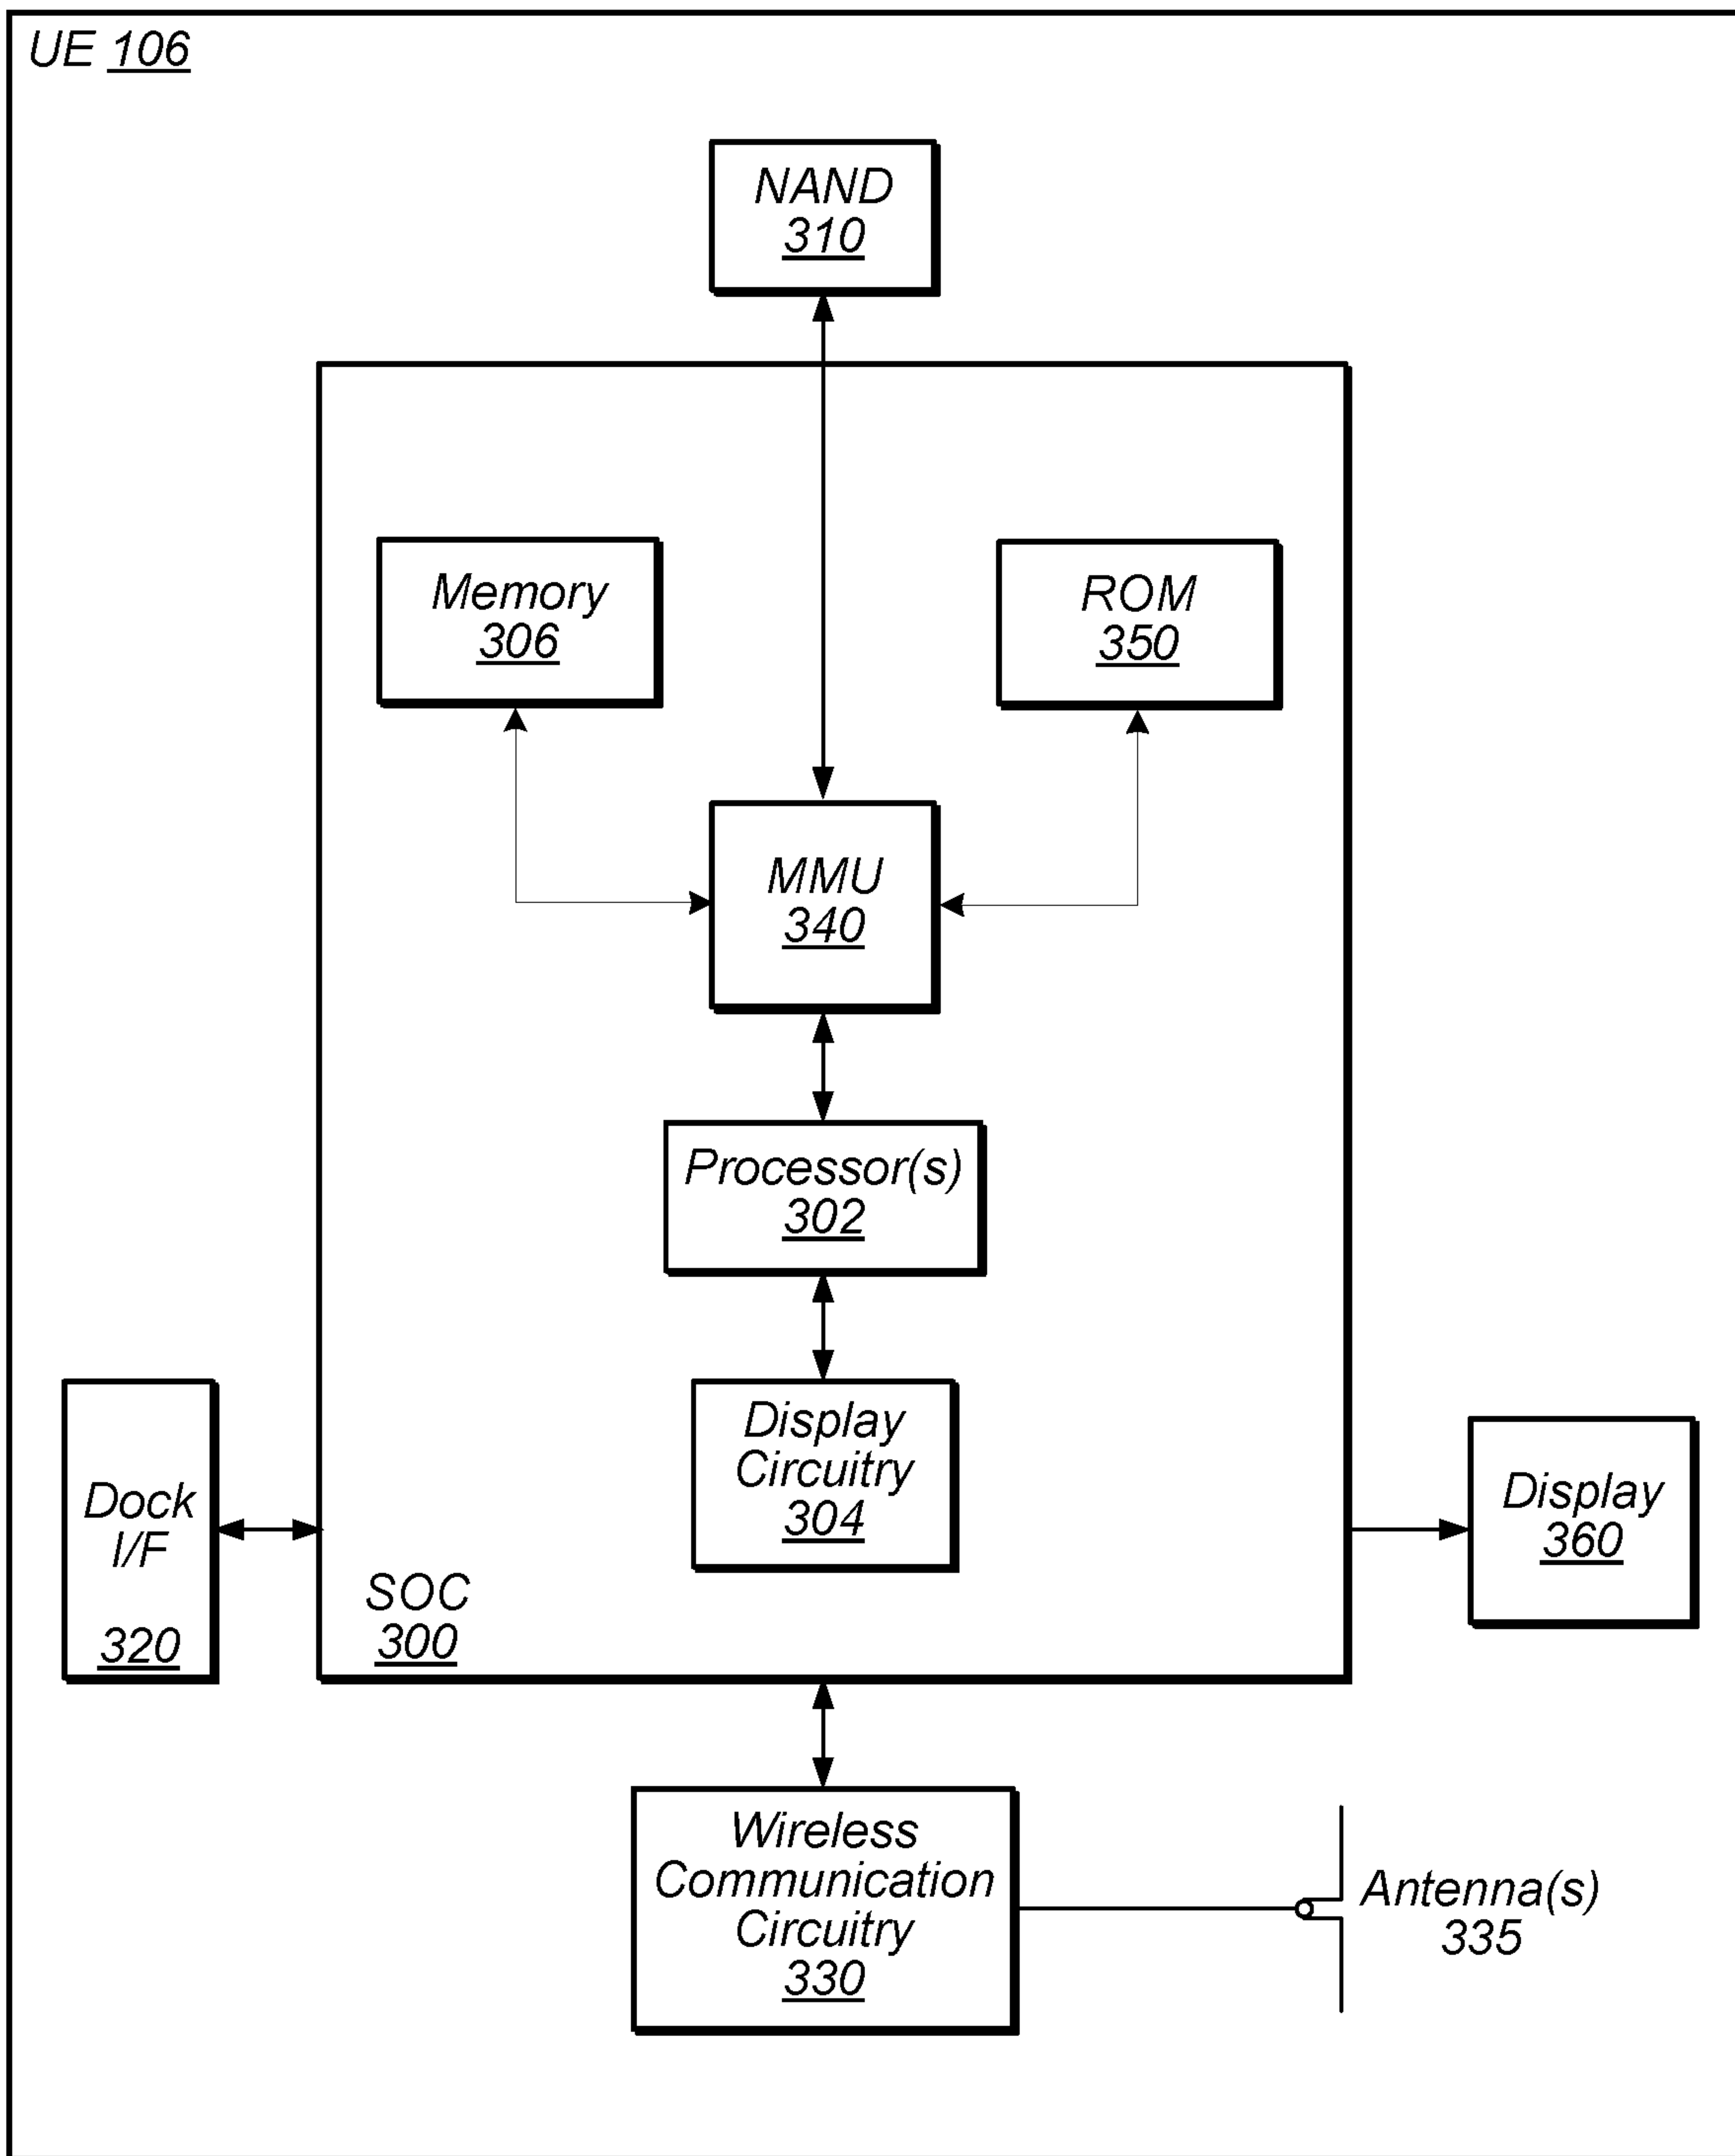 UE 106
NAND
310
Memory
306
ROM
350
MMU
340
Processor(s)
302
Display
Circuitry
304
Dock
I/F
320
SOC
300
Display
360
Wireless
Communication
Circuitry
330
Antenna(s)
335